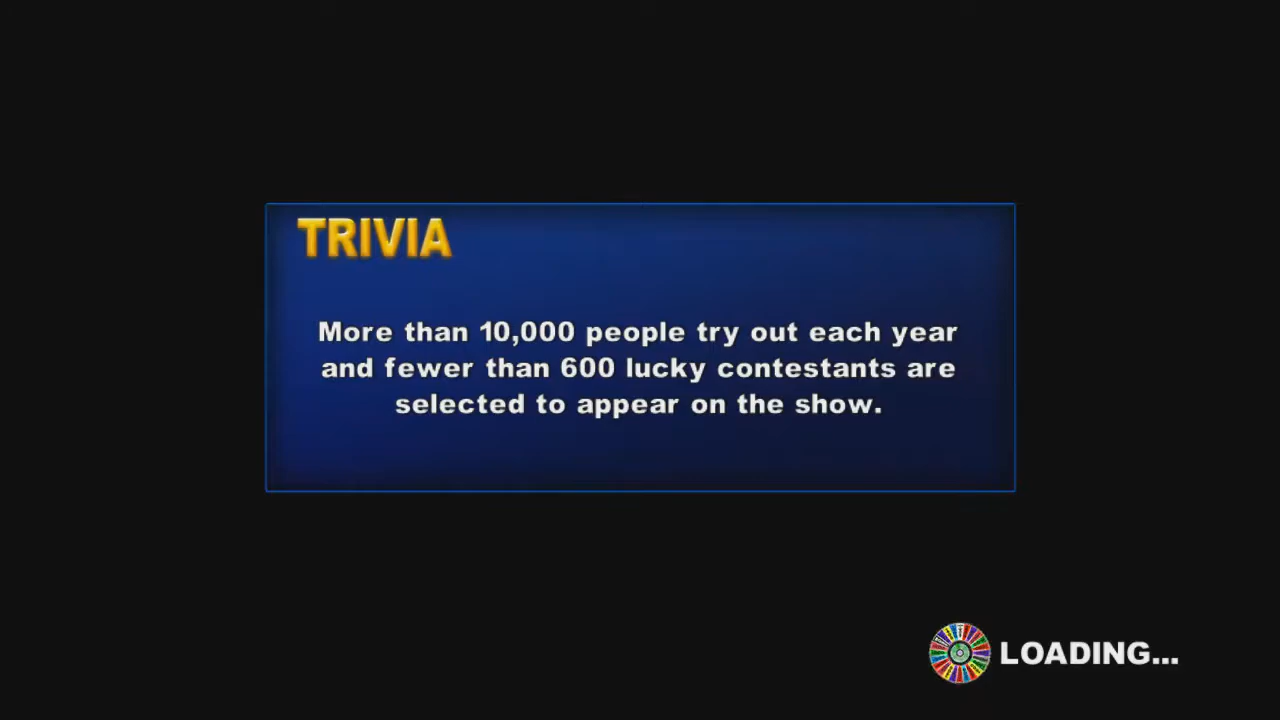 TRIVIA
More than 10,000 people try out each year
and fewer than 600 lucky contestants are
selected to appear on the show.
LOADING...